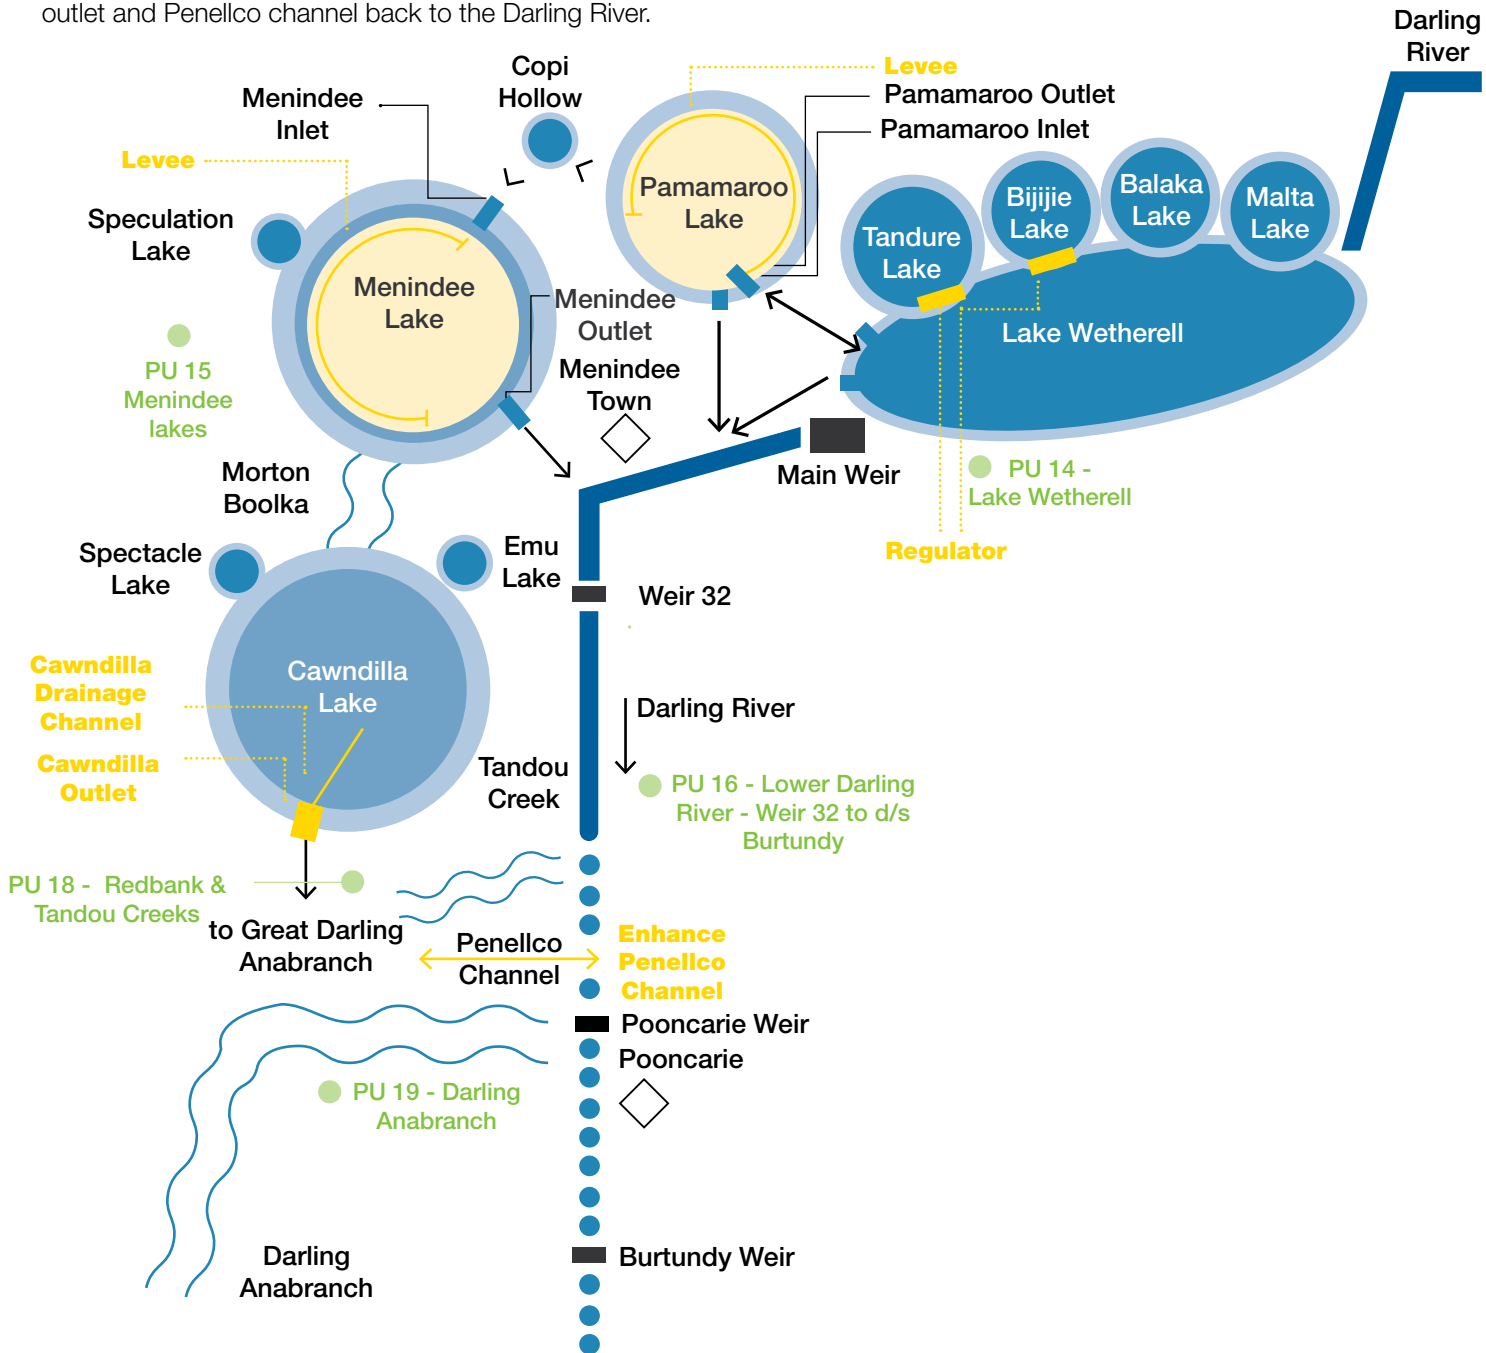 outlet and Penellco channel back to the Darling River.
Darling
River
Copi
Hollow
Levee
Menindee
Inlet
Pamamaroo Outlet
Pamamaroo Inlet
Levee
Pamamaroo
Lake
Bijijie
Lake
Balaka
Lake
Malta
Lake
Speculation
Lake
Tandure
Lake
Menindee
Lake
Menindee
Outlet
Lake Wetherell
PU 15
Menindee
lakes
Menindee
Town
Morton
Boolka
Main Weir
PU 14 -
Lake Wetherell
Regulator
Spectacle
Lake
Emu
Lake
Weir 32
Cawndilla
Drainage
Channel
Cawndilla
Lake
Darling River
Cawndilla
Outlet
Tandou
Creek
PU 16 - Lower Darling
River - Weir 32 to d/s
Burtundy
PU 18 - Redbank &
Tandou Creeks
to Great Darling
Anabranch
Penellco
Channel
Enhance
Penellco
Channel
Pooncarie Weir
Pooncarie
PU 19 - Darling
Anabranch
Darling
Anabranch
Burtundy Weir